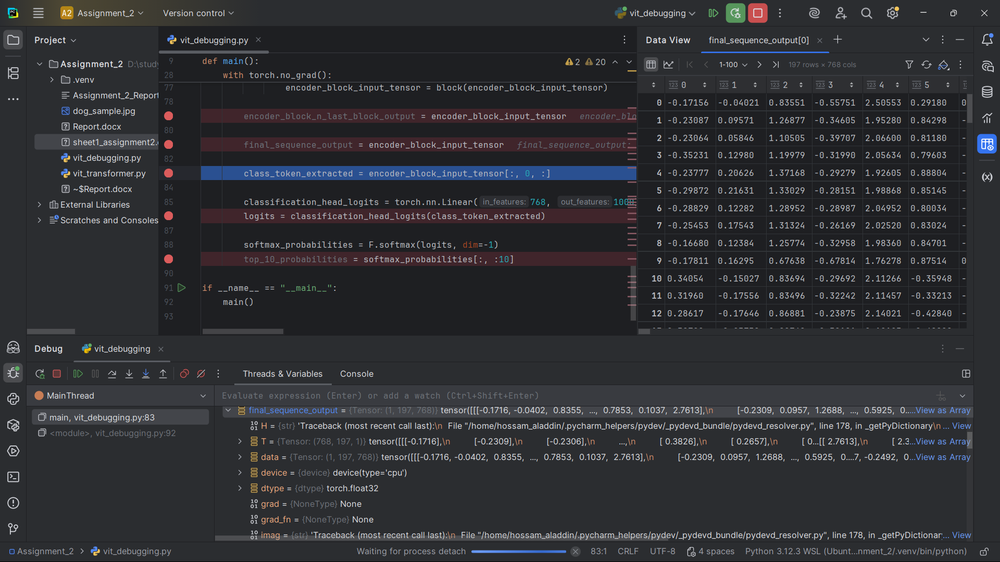 A2 Assignment_2 Version control vit_debugging
Project
Assignment_2 D:\study
.venv
Assignment_2_Report
dog_sample.jpg
Report.docx
sheet1_assignment2.
vit_debugging.py
vit_transformer.py
~$Report.docx
External Libraries
Scratches and Consoles
vit_debugging.py
2 20
9 def main():
28 with torch.no_grad():
77 encoder_block_input_tensor = block(encoder_block_input_tensor)
78
encoder_block_n_last_block_output = encoder_block_input_tensor encoder_blo
80
final_sequence_output = encoder_block_input_tensor final_sequence_output:
82
class_token_extracted = encoder_block_input_tensor[:, 0, :]
84
85 classification_head_logits = torch.nn.Linear( in_features: 768, out_features: 1000
logits = classification_head_logits(class_token_extracted)
87
88 softmax_probabilities = F.softmax(logits, dim=-1)
top_10_probabilities = softmax_probabilities[:, :10]
90
91 if __name__ == "__main__":
92 main()
93
Data View final_sequence_output[0]
1-100 197 rows × 768 cols
123 0 123 1 123 2 123 3 123 4 123 5
0 -0.17156 -0.04021 0.83551 -0.55751 2.50553 0.29180 0
1 -0.23087 0.09571 1.26877 -0.34605 1.95280 0.84298 -
2 -0.23064 0.05846 1.10505 -0.39707 2.06600 0.81180 -
3 -0.35231 0.12980 1.19979 -0.31990 2.05634 0.79603 -
4 -0.23777 0.20626 1.37168 -0.29279 1.92605 0.88804 -
5 -0.29872 0.21631 1.33029 -0.28151 1.98868 0.85145 -
6 -0.28829 0.12282 1.28952 -0.28987 2.04952 0.80034 -
7 -0.25453 0.17543 1.31324 -0.26169 2.02520 0.83024 -
8 -0.16680 0.12384 1.25774 -0.32958 1.98360 0.84701 -
9 -0.17811 0.16295 0.67638 -0.67814 1.76278 0.87514 0
10 0.34054 -0.15027 0.83694 -0.29692 2.11266 -0.35948 -
11 0.31960 -0.17556 0.83496 -0.32242 2.11457 -0.33213 -
12 0.28617 -0.17646 0.86881 -0.23875 2.14021 -0.42840 -
Debug vit_debugging
Threads & Variables Console
MainThread
main, vit_debugging.py:83
<module>, vit_debugging.py:92
Evaluate expression (Enter) or add a watch (Ctrl+Shift+Enter)
final_sequence_output = {Tensor: (1, 197, 768)} tensor([[[-0.1716, -0.0402, 0.8355, ..., 0.7853, 0.1037, 2.7613],\n [-0.2309, 0.0957, 1.2688, ..., 0.5925, 0....View as Array
H = {str} 'Traceback (most recent call last):\n File "/home/hossam_aladdin/.pycharm_helpers/pydev/_pydevd_bundle/pydevd_resolver.py", line 178, in _getPyDictionary\n ... View
T = {Tensor: (768, 197, 1)} tensor([[[-0.1716],\n [-0.2309],\n [-0.2306],\n ...,\n [ 0.3826],\n [ 0.2657],\n [ 0...[[ 2.7613],\n [ 2.3...View as Array
data = {Tensor: (1, 197, 768)} tensor([[[-0.1716, -0.0402, 0.8355, ..., 0.7853, 0.1037, 2.7613],\n [-0.2309, 0.0957, 1.2688, ..., 0.5925, 0....7, -0.2492, 0...View as Array
device = {device} device(type='cpu')
dtype = {dtype} torch.float32
grad = {NoneType} None
grad_fn = {NoneType} None
imag = {str} 'Traceback (most recent call last):\n File "/home/hossam_aladdin/.pycharm_helpers/pydev/_pydevd_bundle/pydevd_resolver.py", line 178, in _getPyDictionary... View
Assignment_2 > vit_debugging.py Waiting for process detach 83:1 CRLF UTF-8 4 spaces Python 3.12.3 WSL (Ubunt...nment_2/.venv/bin/python)